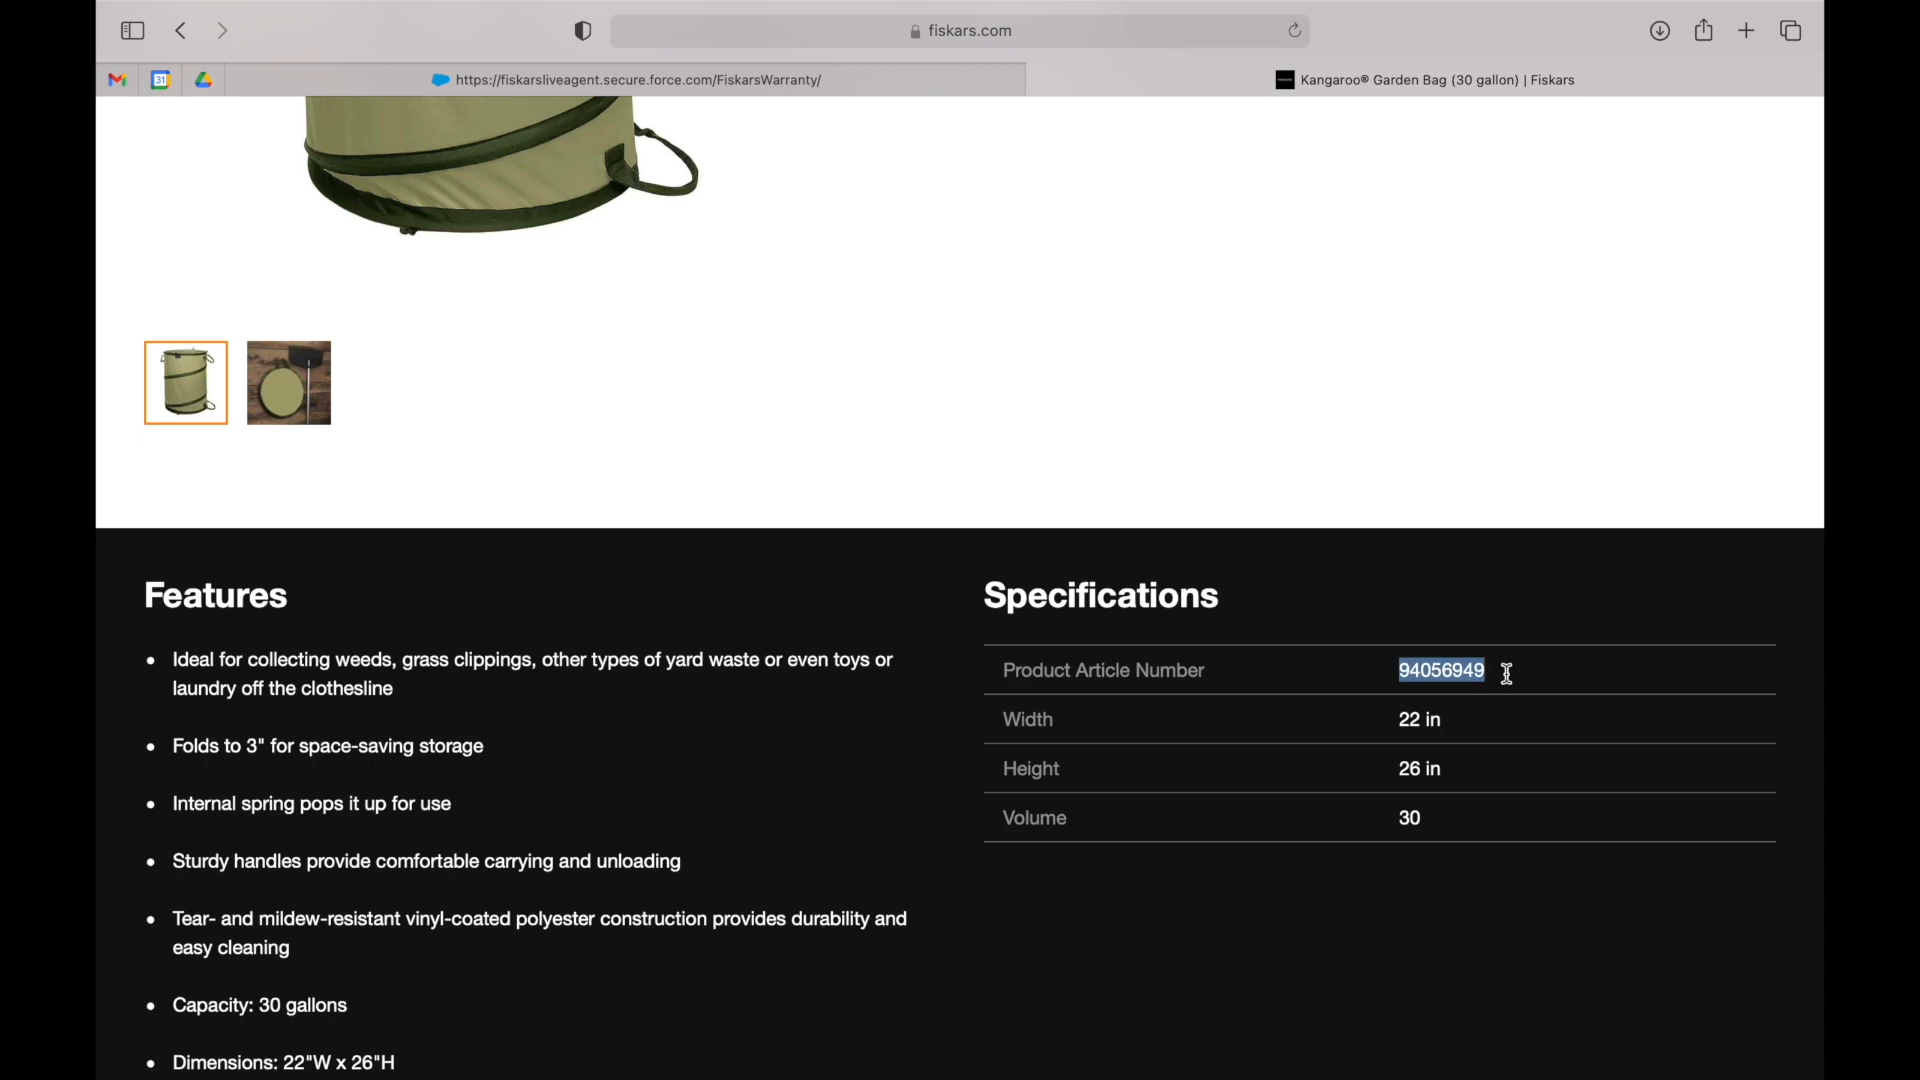 fiskars.com
31
https://fiskarsliveagent.secure.force.com/FiskarsWarranty/
Kangaroo® Garden Bag (30 gallon) | Fiskars
Features
• Ideal for collecting weeds, grass clippings, other types of yard waste or even toys or
laundry off the clothesline
• Folds to 3" for space-saving storage
• Internal spring pops it up for use
• Sturdy handles provide comfortable carrying and unloading
• Tear- and mildew-resistant vinyl-coated polyester construction provides durability and
easy cleaning
• Capacity: 30 gallons
• Dimensions: 22"W x 26"H
Specifications
Product Article Number 94056949
Width 22 in
Height 26 in
Volume 30